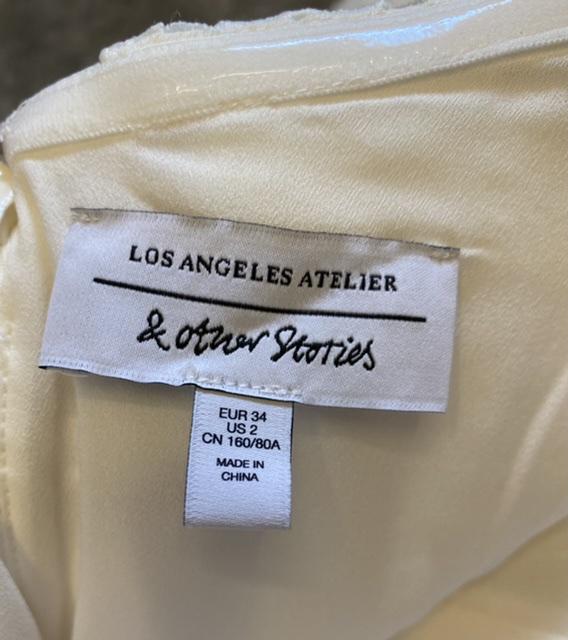 LOS ANGELES ATELIER
& other Stories
EUR 34
US 2
CN 160/80A
MADE IN
CHINA